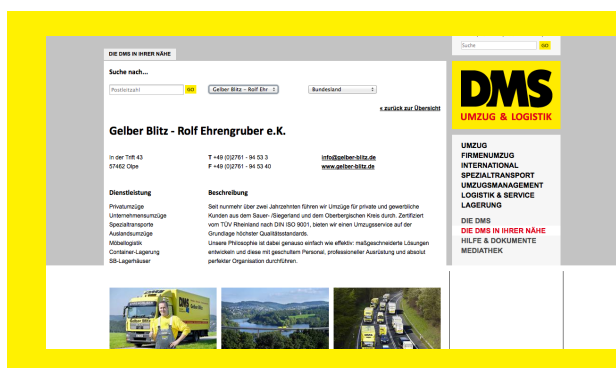 DIE DMS IN IHRER NÄHE
Suche nach...
Postleitzahl
GO
Gelber Blitz - Rolf Ehr
Bundesland
« zurück zur Übersicht
Gelber Blitz - Rolf Ehrengruber e.K.
In der Trift 43
57462 Olpe
T +49 (0)2761 - 94 53 3
F +49 (0)2761 - 94 53 40
info@gelber-blitz.de
www.gelber-blitz.de
Dienstleistung
Privatumzüge
Unternehmensumzüge
Spezialtransporte
Auslandsumzüge
Möbellogistik
Container-Lagerung
SB-Lagerhäuser
Beschreibung
Seit nunmehr über zwei Jahrzehnten führen wir Umzüge für private und gewerbliche
Kunden aus dem Sauer- /Siegerland und dem Oberbergischen Kreis durch. Zertifiziert
vom TÜV Rheinland nach DIN ISO 9001, bieten wir einen Umzugsservice auf der
Grundlage höchster Qualitätsstandards.
Unsere Philosophie ist dabei genauso einfach wie effektiv: maßgeschneiderte Lösungen
entwickeln und diese mit geschultem Personal, professioneller Ausrüstung und absolut
perfekter Organisation durchführen.
DMS
Gelber Blitz
Suche
GO
DMS
UMZUG & LOGISTIK
UMZUG
FIRMENUMZUG
INTERNATIONAL
SPEZIALTRANSPORT
UMZUGSMANAGEMENT
LOGISTIK & SERVICE
LAGERUNG
DIE DMS
DIE DMS IN IHRER NÄHE
HILFE & DOKUMENTE
MEDIATHEK